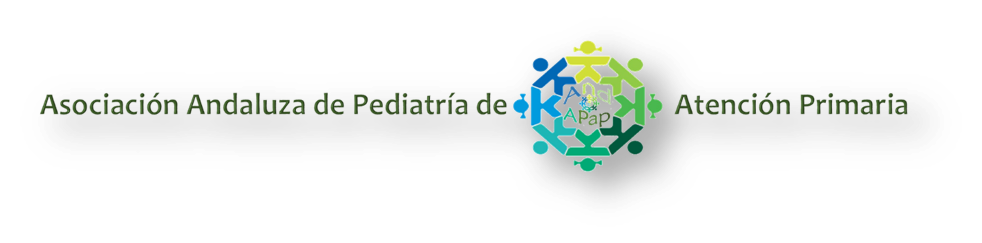 Asociación Andaluza de Pediatría de Atención Primaria
APap